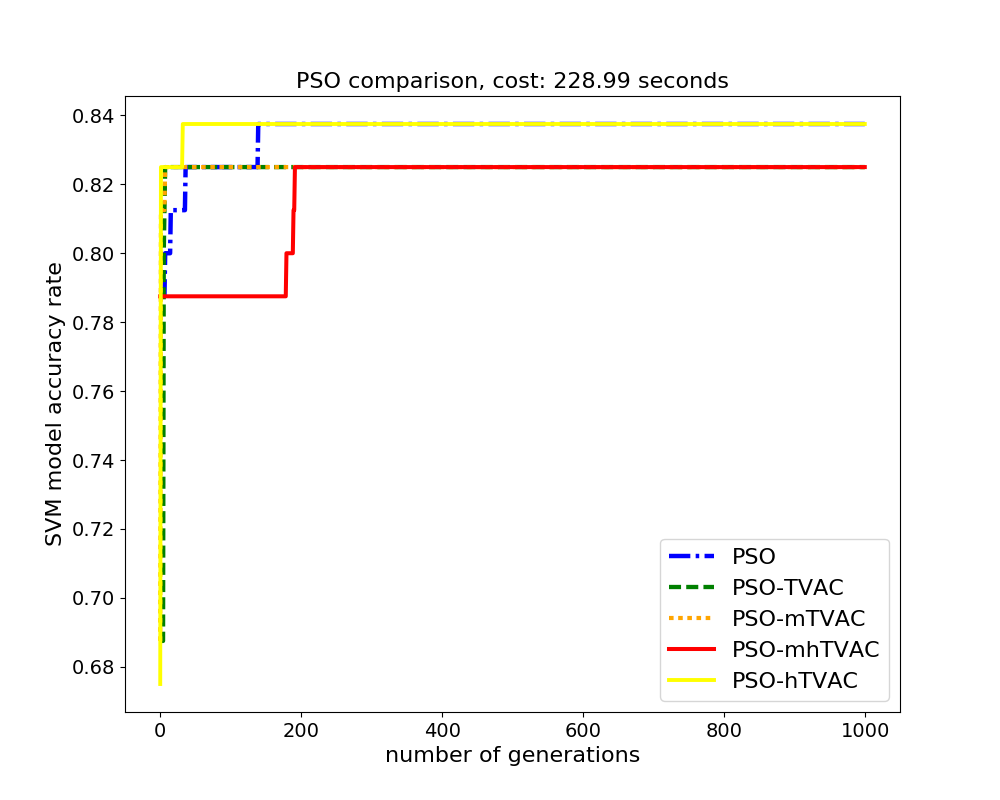 PSO comparison, cost: 228.99 seconds
SVM model accuracy rate
0.84
0.82
0.80
0.78
0.76
0.74
0.72
0.70
0.68
PSO
PSO-TVAC
PSO-mTVAC
PSO-mhTVAC
PSO-hTVAC
0 200 400 600 800 1000
number of generations